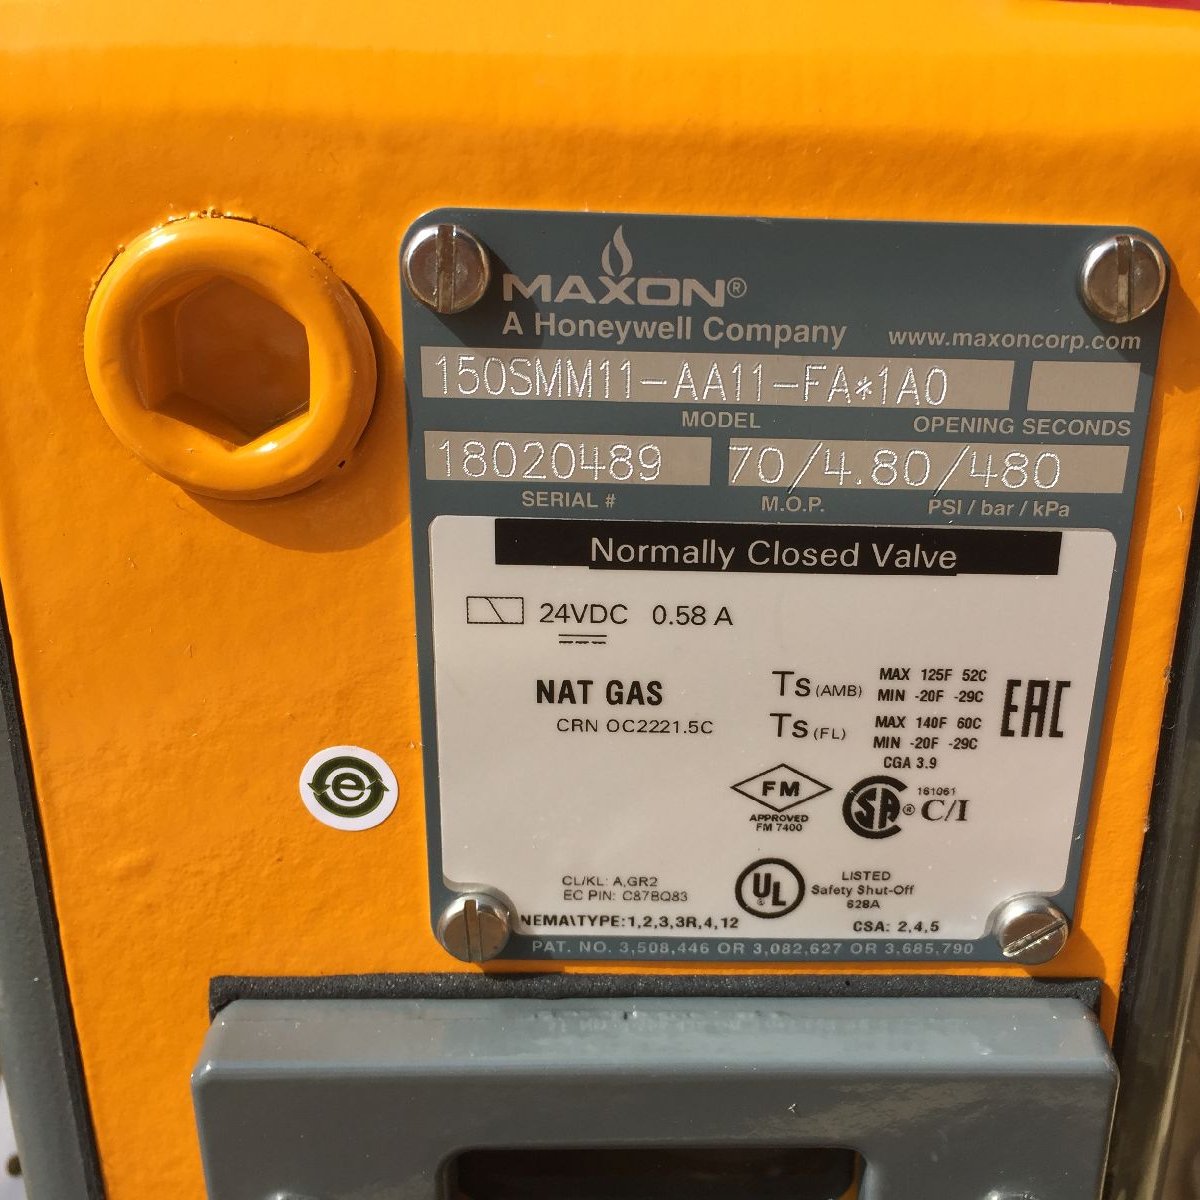 MAXON®
A Honeywell Company www.maxoncorp.com
150SMM11-AA11-FA*1A0
MODEL OPENING SECONDS
18020489 70/4.80/480
SERIAL # M.O.P. PSI / bar / kPa
Normally Closed Valve
24VDC 0.58 A
NAT GAS
CRN OC2221.5C
Ts (AMB) MAX 125F 52C
MIN -20F -29C
Ts (FL) MAX 140F 60C
MIN -20F -29C
CGA 3.9
EAC
e
FM
APPROVED
FM 7400
SA® 161061
C/I
CL/KL: A,GR2
EC PIN: C87BQ83
UL
LISTED
Safety Shut-Off
628A
NEMA\TYPE:1,2,3,3R,4,12 CSA: 2,4,5
PAT. NO. 3,508,446 OR 3,082,627 OR 3,685,790